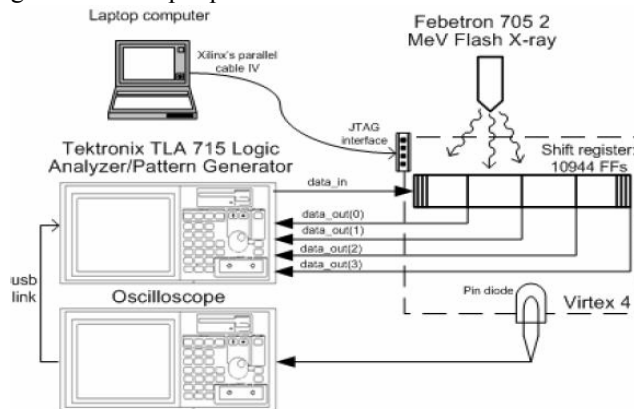 Laptop computer
Febetron 705 2
MeV Flash X-ray
Xilinx's parallel
cable IV
JTAG
interface
Tektronix TLA 715 Logic
Analyzer/Pattern Generator
Shift register:
10944 FFs
data_in
data_out(0)
data_out(1)
data_out(2)
data_out(3)
usb
link
Oscilloscope
Pin diode
Virtex 4